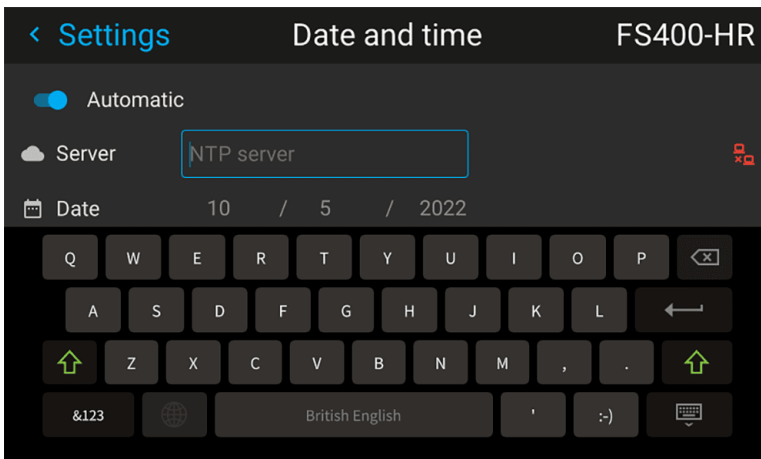 Settings Date and time FS400-HR
Automatic
Server NTP server
Date 10 / 5 / 2022
Q W E R T Y U I O P
A S D F G H J K L
Z X C V B N M , .
&123 British English ' :-)